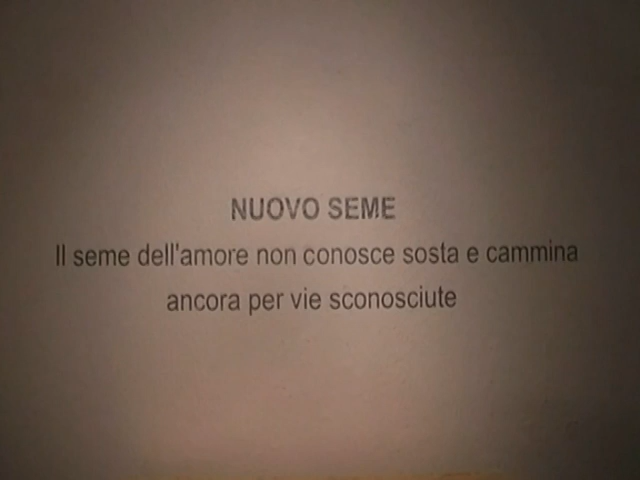 NUOVO SEME
Il seme dell'amore non conosce sosta e cammina
ancora per vie sconosciute